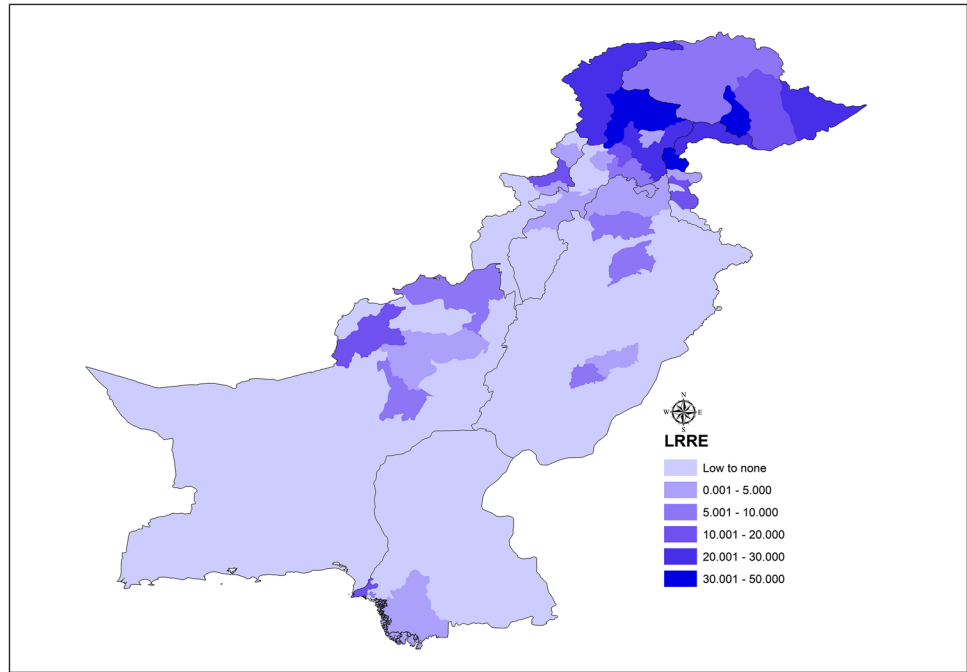 N
W E
S
LRRE
Low to none
0.001 - 5.000
5.001 - 10.000
10.001 - 20.000
20.001 - 30.000
30.001 - 50.000